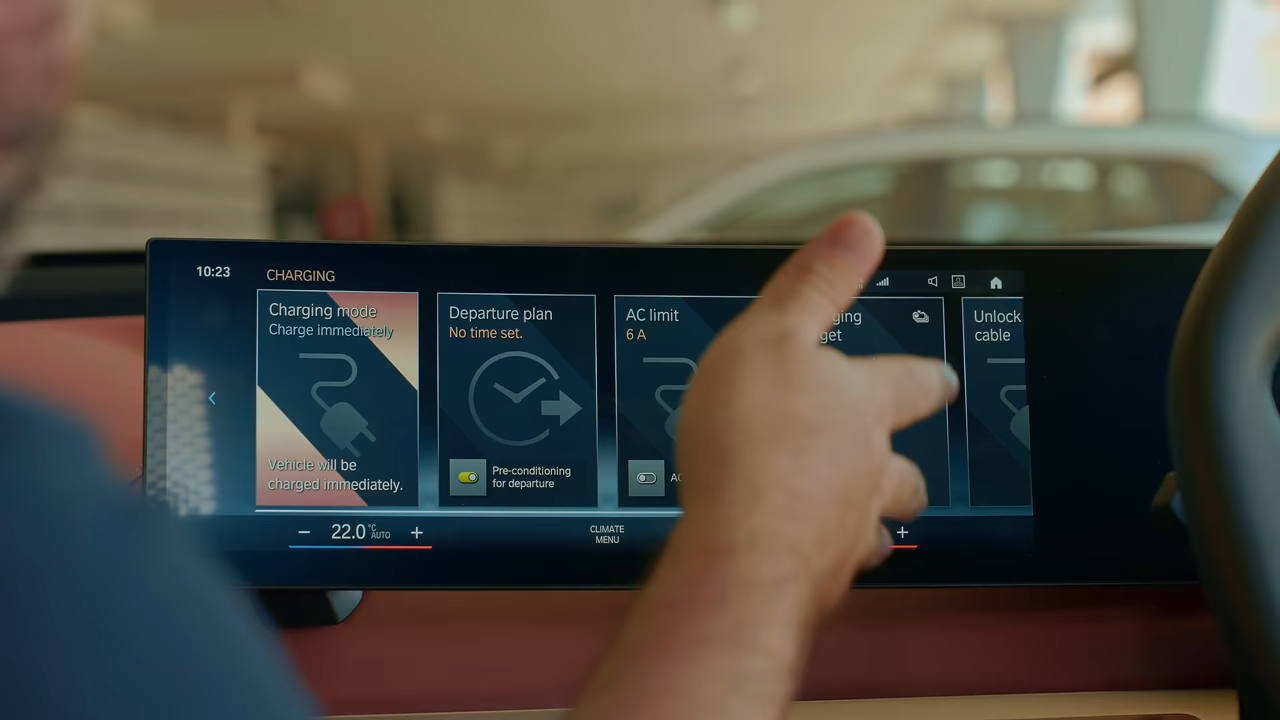 10:23
CHARGING
Charging mode
Charge immediately
Vehicle will be
charged immediately.
Departure plan
No time set.
Pre-conditioning
for departure
AC limit
6 A
Unlock
cable
− 22.0 °C AUTO +
CLIMATE
MENU
+